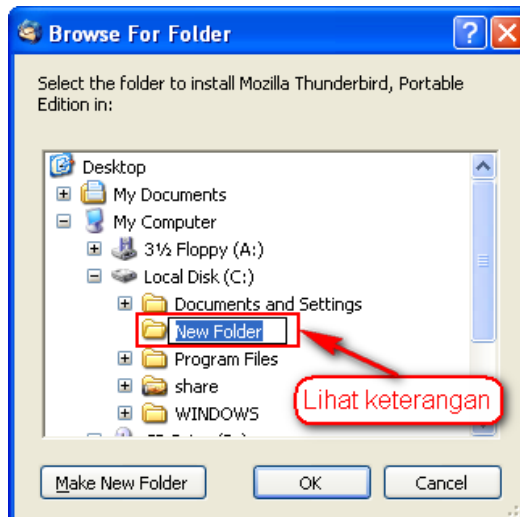 Browse For Folder
Select the folder to install Mozilla Thunderbird, Portable
Edition in:
Desktop
My Documents
My Computer
3½ Floppy (A:)
Local Disk (C:)
Documents and Settings
New Folder
Program Files
share
WINDOWS
Lihat keterangan
Make New Folder
OK
Cancel